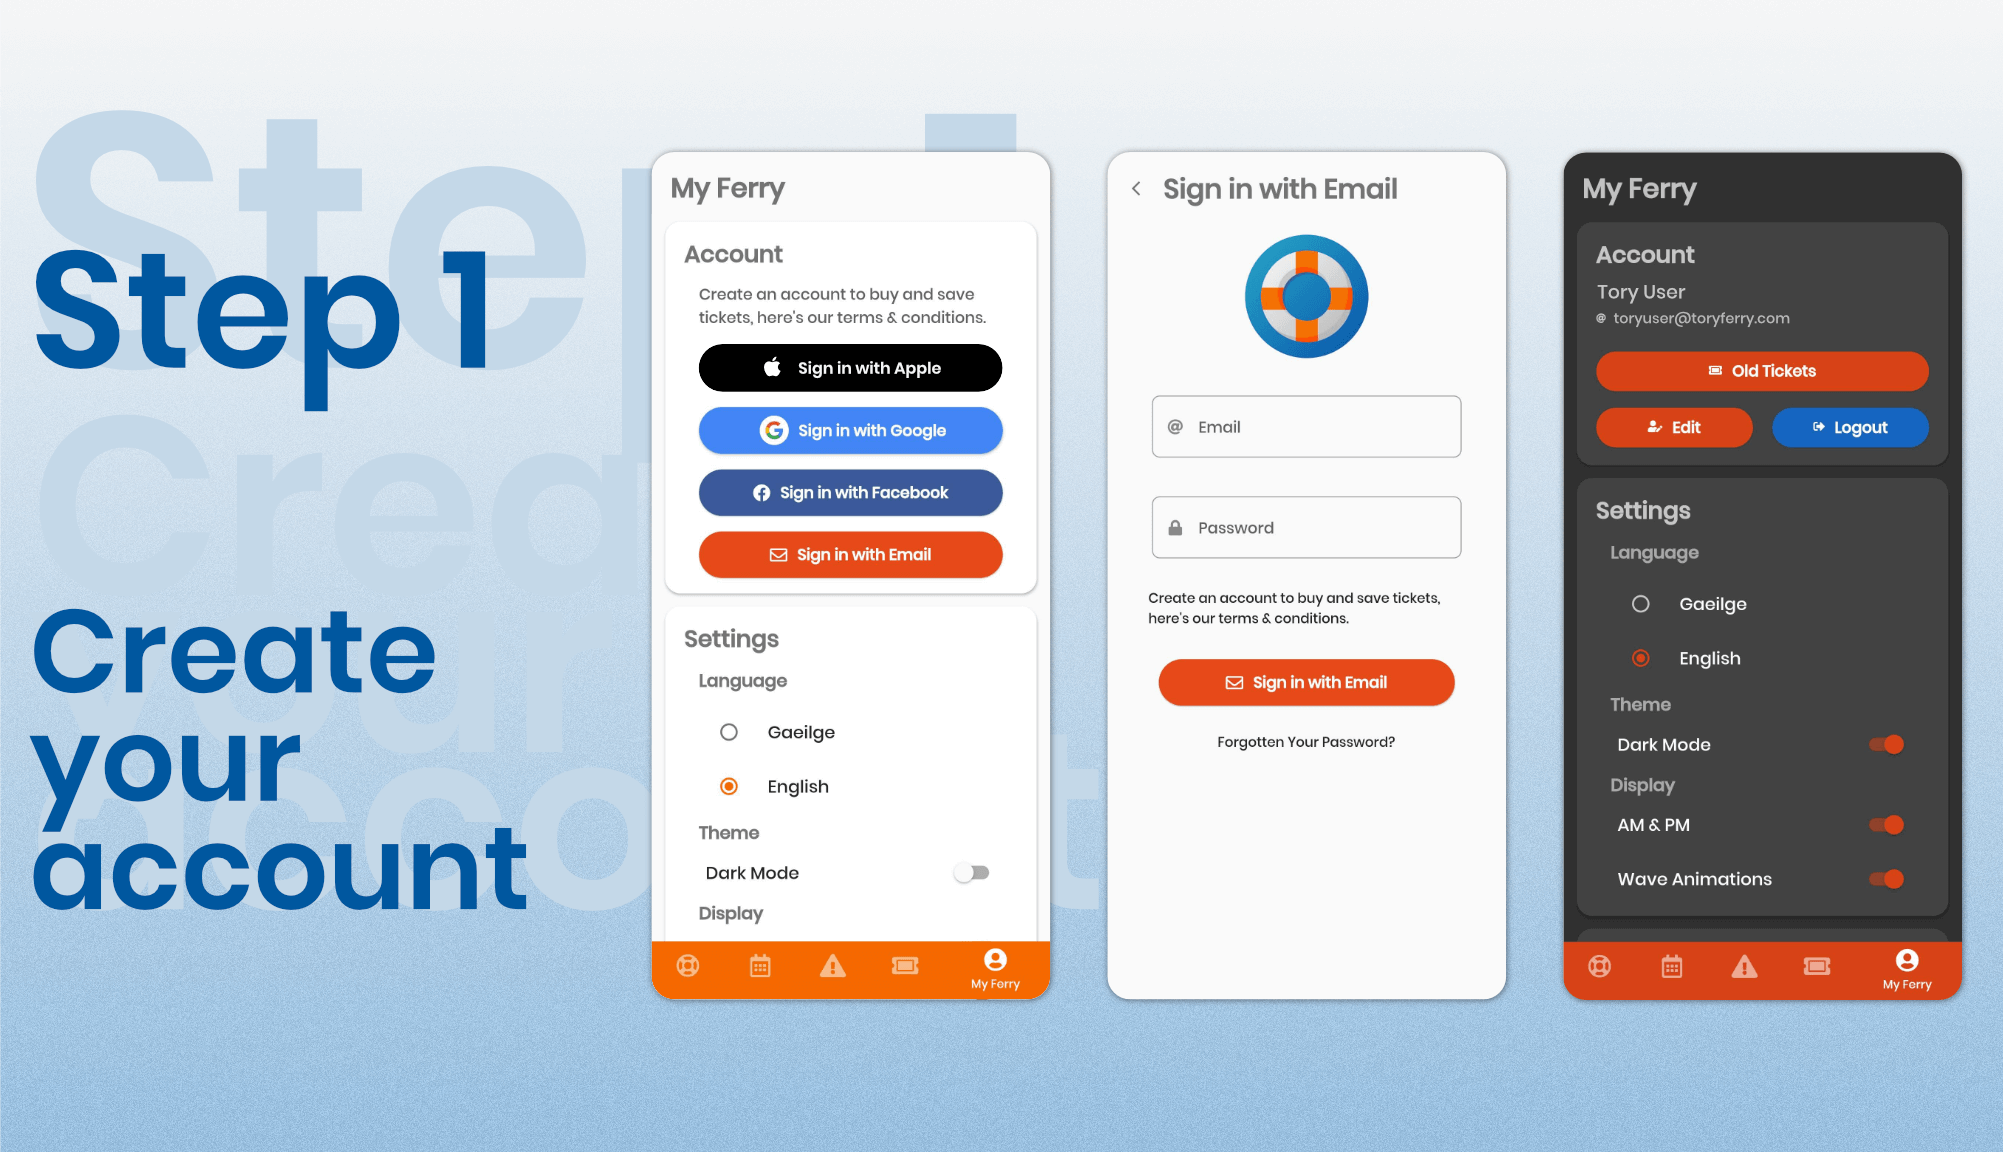 Step 1
Create
your
account
Step 1
Create
your
account
My Ferry
Account
Create an account to buy and save
tickets, here's our terms & conditions.
Sign in with Apple
Sign in with Google
Sign in with Facebook
Sign in with Email
Settings
Language
Gaeilge
English
Theme
Dark Mode
Display
My Ferry
Sign in with Email
@ Email
Password
Create an account to buy and save tickets,
here's our terms & conditions.
Sign in with Email
Forgotten Your Password?
My Ferry
Account
Tory User
@ toryuser@toryferry.com
Old Tickets
Edit
Logout
Settings
Language
Gaeilge
English
Theme
Dark Mode
Display
AM & PM
Wave Animations
My Ferry